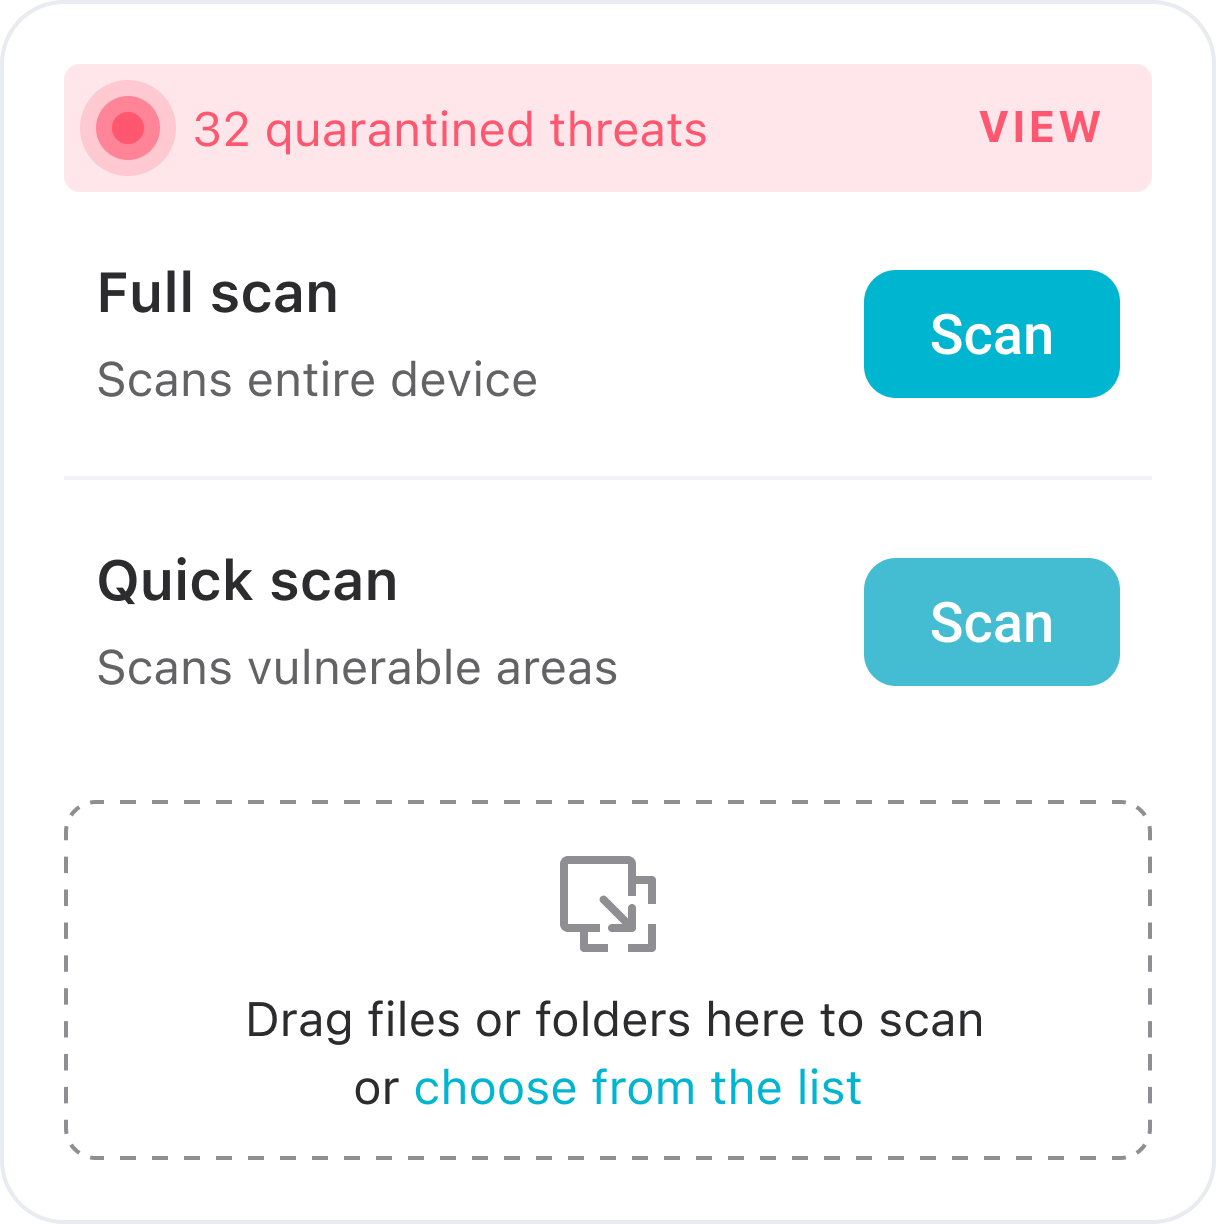 32 quarantined threats VIEW
Full scan
Scans entire device
Scan
Quick scan
Scans vulnerable areas
Scan
Drag files or folders here to scan
or choose from the list